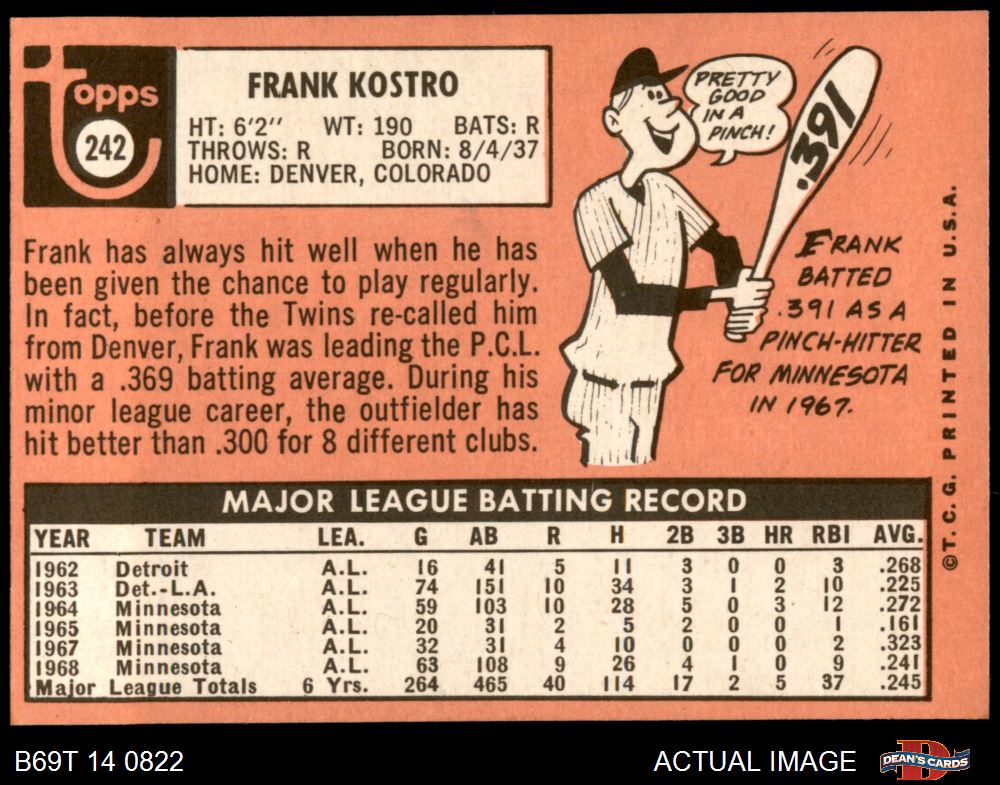 Topps
242
FRANK KOSTRO
HT: 6'2" WT: 190 BATS: R
THROWS: R BORN: 8/4/37
HOME: DENVER, COLORADO
Frank has always hit well when he has
been given the chance to play regularly.
In fact, before the Twins re-called him
from Denver, Frank was leading the P.C.L.
with a .369 batting average. During his
minor league career, the outfielder has
hit better than .300 for 8 different clubs.
PRETTY
GOOD
IN A
PINCH!
.391
FRANK
BATTED
.391 AS A
PINCH-HITTER
FOR MINNESOTA
IN 1967.
©T.C.G. PRINTED IN U.S.A.
MAJOR LEAGUE BATTING RECORD
YEAR TEAM LEA. G AB R H 2B 3B HR RBI AVG.
1962 Detroit A.L. 16 41 5 11 3 0 0 3 .268
1963 Det.-L.A. A.L. 74 151 10 34 3 1 2 10 .225
1964 Minnesota A.L. 59 103 10 28 5 0 3 12 .272
1965 Minnesota A.L. 20 31 2 5 2 0 0 1 .161
1967 Minnesota A.L. 32 31 4 10 0 0 0 2 .323
1968 Minnesota A.L. 63 108 9 26 4 1 0 9 .241
Major League Totals 6 Yrs. 264 465 40 114 17 2 5 37 .245
B69T 14 0822
ACTUAL IMAGE
D
DEAN'S CARDS